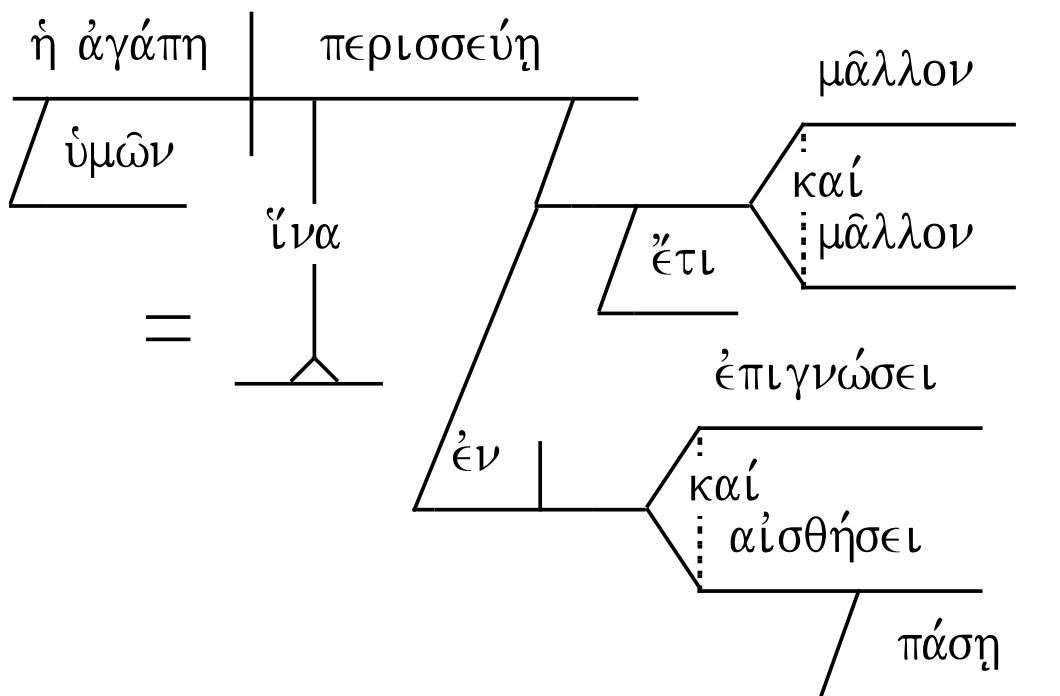 ἡ ἀγάπη περισσεύῃ
μᾶλλον
ὑμῶν
καί
ἵνα
ἔτι
μᾶλλον
=
ἐπιγνώσει
ἐν
καί
αἰσθήσει
πάσῃ